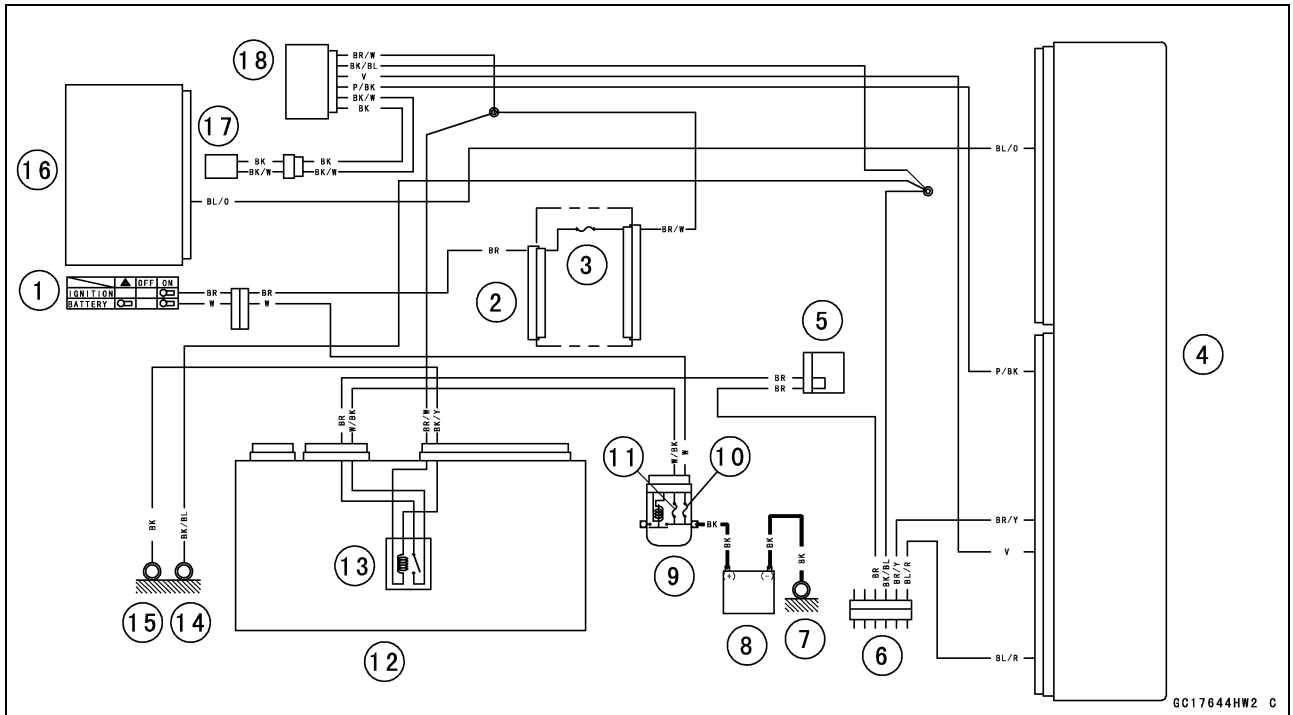 18
BR/W
BK/BL
V
P/BK
BK/W
BK
17
16
BK BK
BK/W BK/W
BL/O
BL/O
BR/W
3
BR
1
OFF ON
IGNITION
BATTERY
BR BR
W W
2
5
4
BR
BR
P/BK
BR
W/BK
BR/W
BK/Y
11
10
W/BK
W
BK
BK/BL
BK
BK
BK
BK
BR/Y
V
13
9
(+) (-)
BR
BK/BL
BR/Y
BL/R
15
14
8
7
6
12
BL/R
GC17644HW2 C